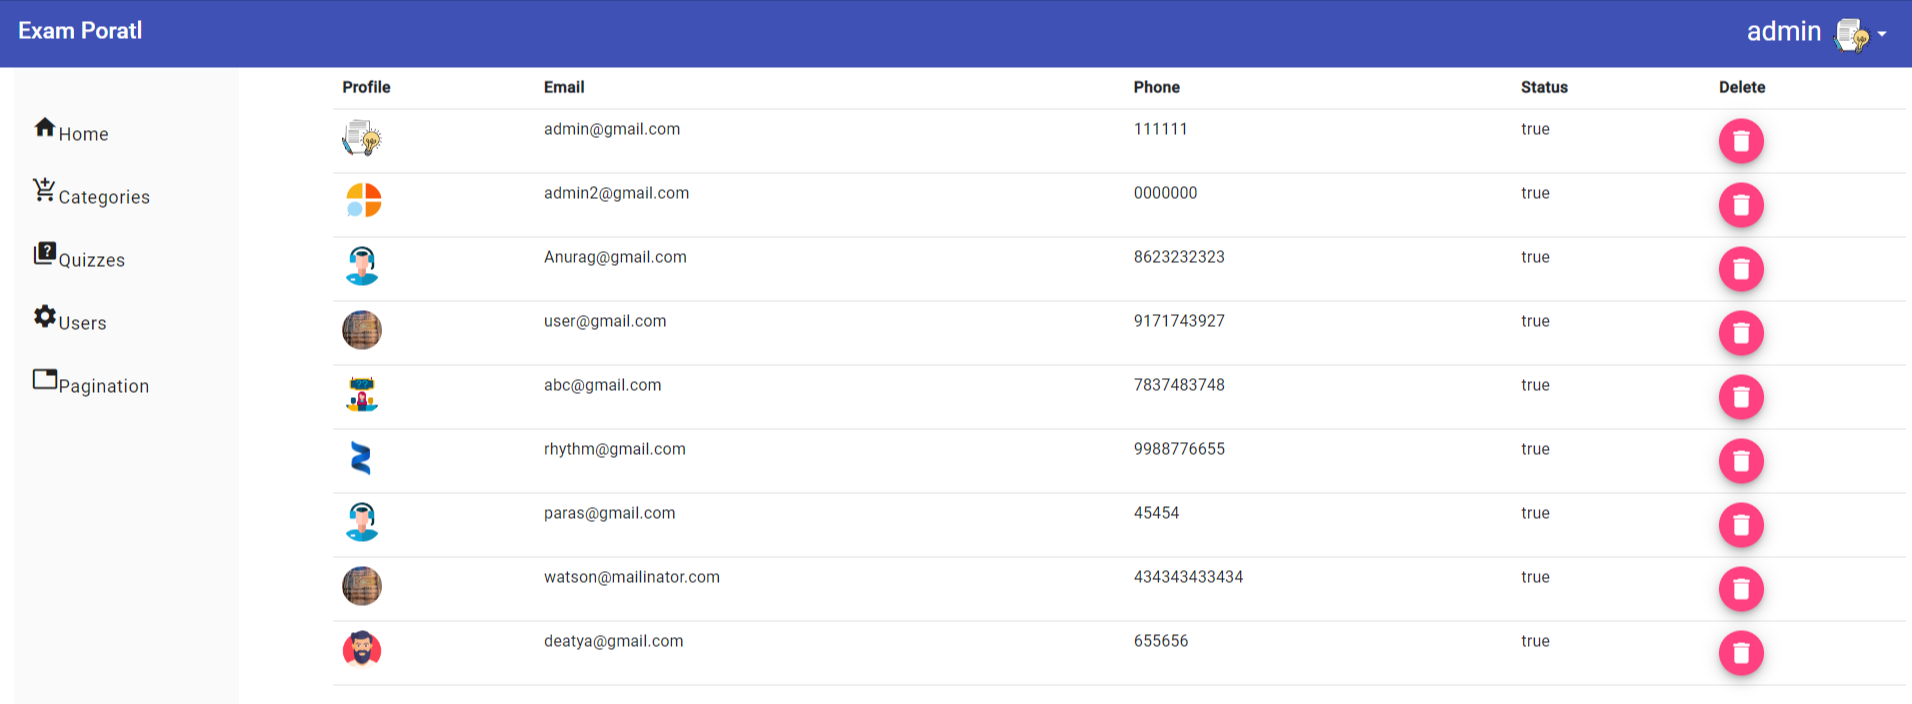 Exam Poratl
admin
Home
Categories
Quizzes
Users
Pagination
Profile Email Phone Status Delete
admin@gmail.com 111111 true
admin2@gmail.com 0000000 true
Anurag@gmail.com 8623232323 true
user@gmail.com 9171743927 true
abc@gmail.com 7837483748 true
rhythm@gmail.com 9988776655 true
paras@gmail.com 45454 true
watson@mailinator.com 434343433434 true
deatya@gmail.com 655656 true